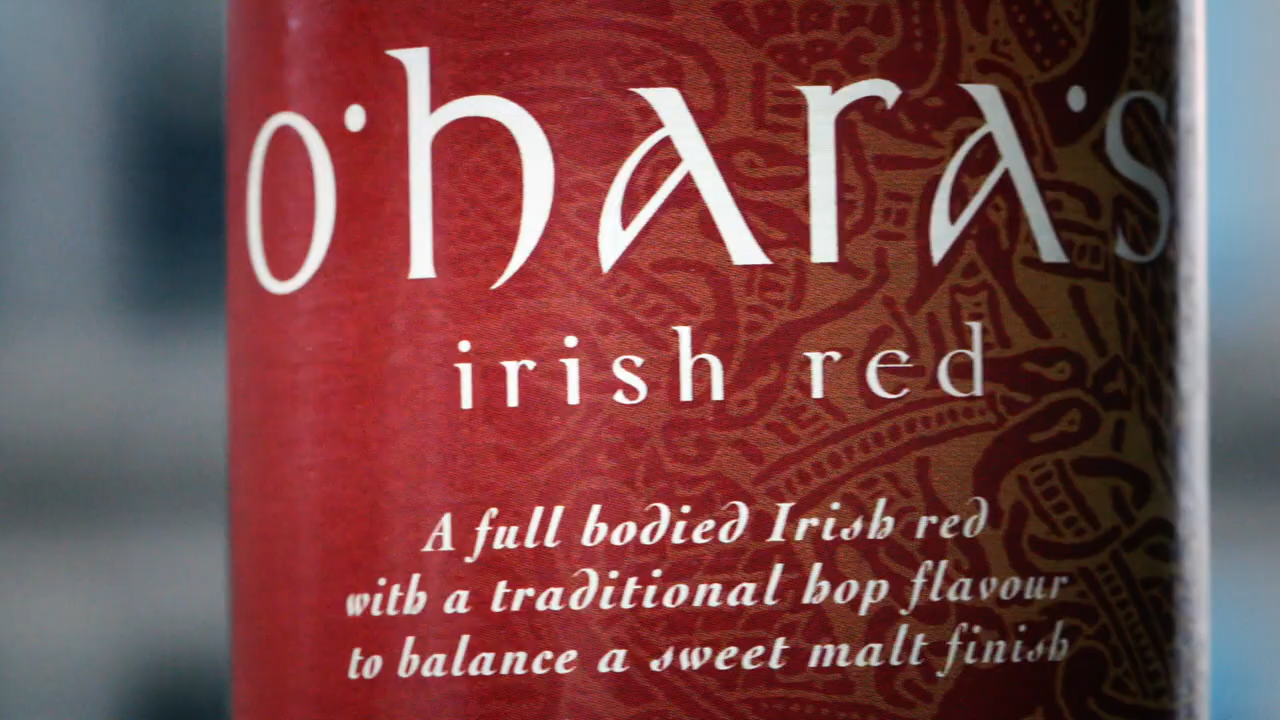 o'hara's
irish red
A full bodied Irish red
with a traditional hop flavour
to balance a sweet malt finish